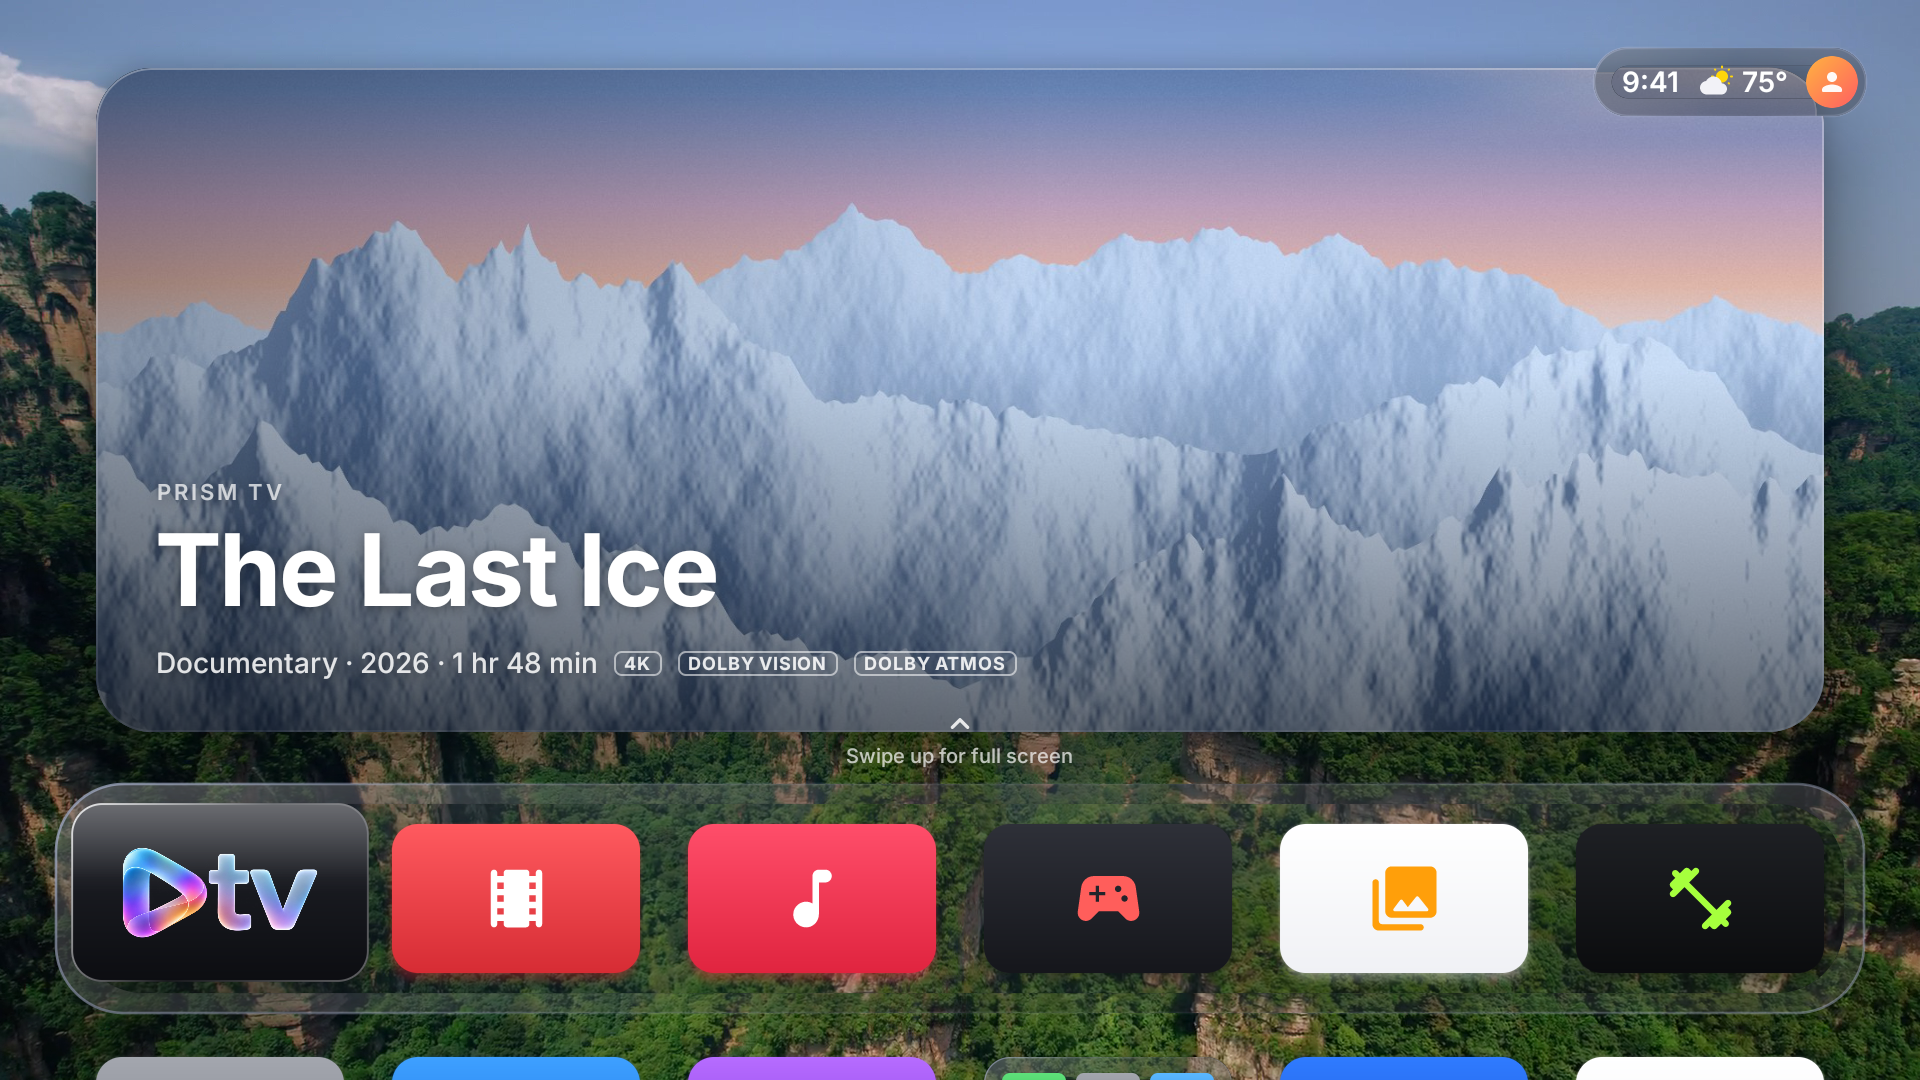 9:41 75°
PRISM TV
The Last Ice
Documentary · 2026 · 1 hr 48 min 4K DOLBY VISION DOLBY ATMOS
Swipe up for full screen
tv